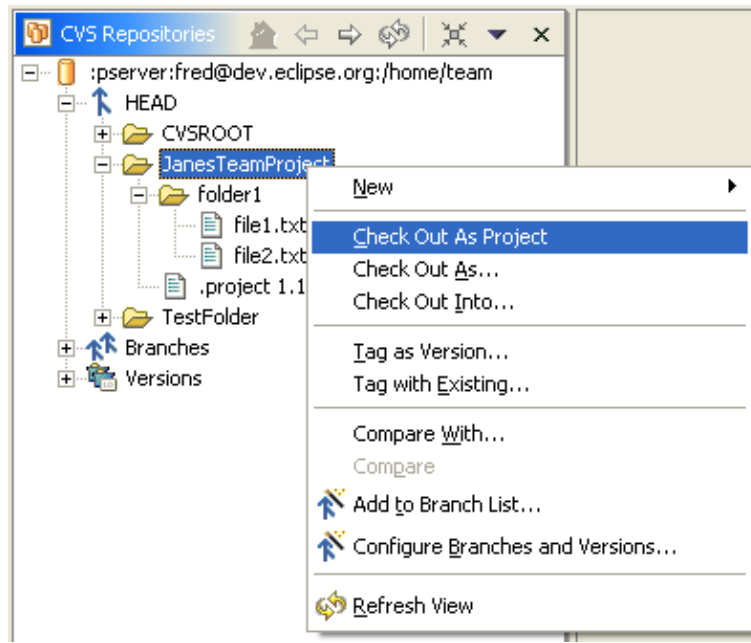 CVS Repositories
:pserver:fred@dev.eclipse.org:/home/team
HEAD
CVSROOT
JanesTeamProject
folder1
file1.txt
file2.txt
.project 1.1
TestFolder
Branches
Versions
New
Check Out As Project
Check Out As...
Check Out Into...
Tag as Version...
Tag with Existing...
Compare With...
Compare
Add to Branch List...
Configure Branches and Versions...
Refresh View